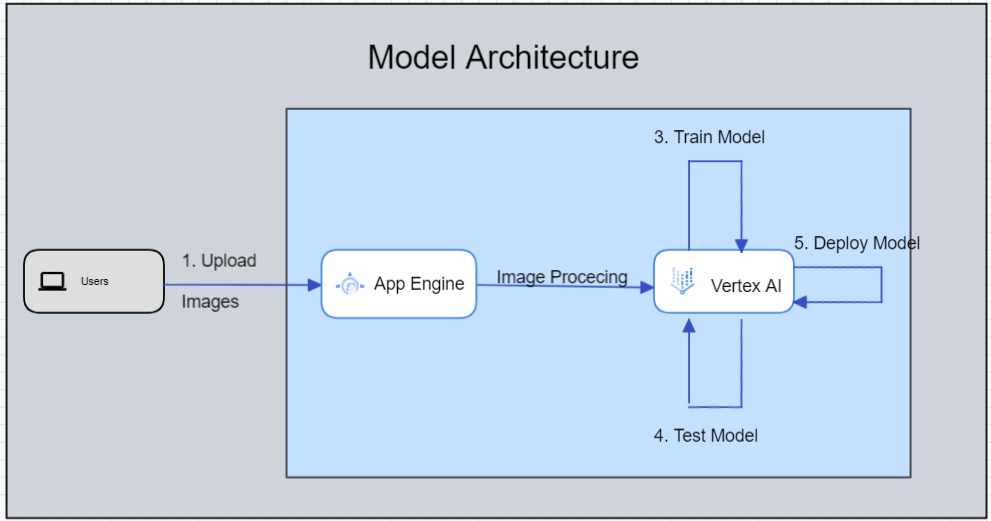 Model Architecture
3. Train Model
5. Deploy Model
1. Upload
Images
Users
App Engine
Image Procecing
Vertex AI
4. Test Model